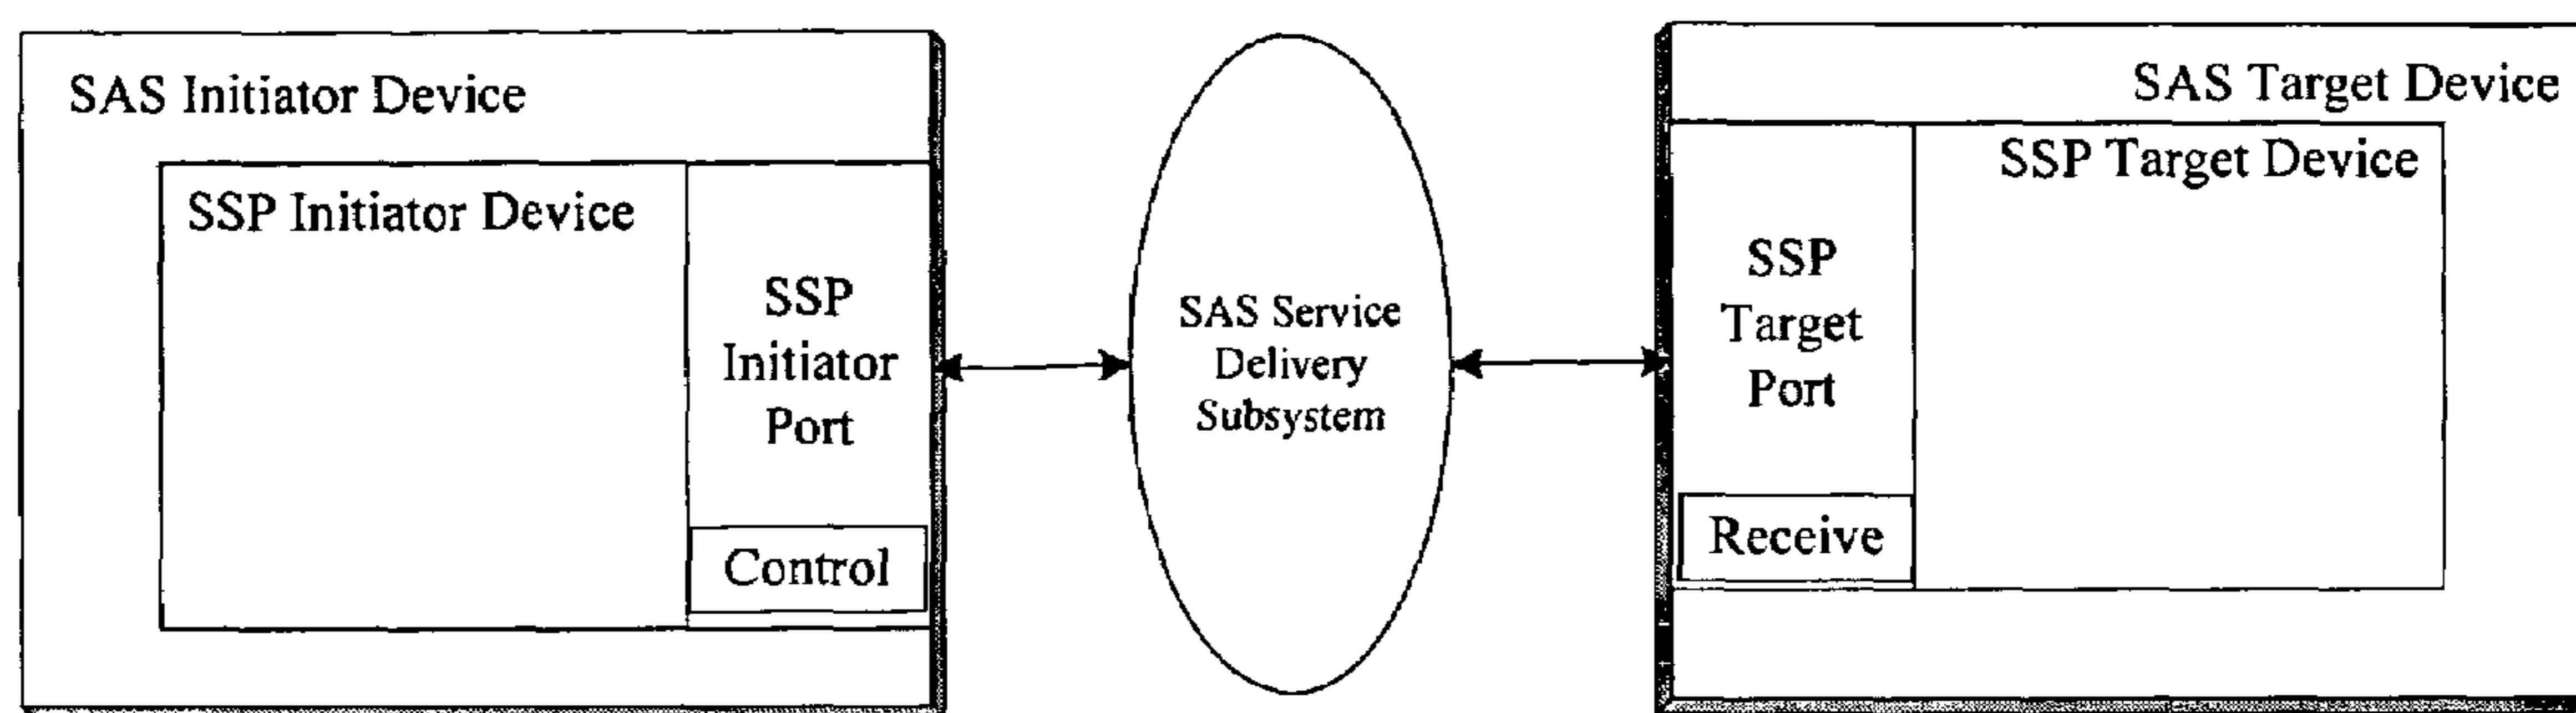 SAS Initiator Device
SSP Initiator Device
SSP
Initiator
Port
Control
SAS Service
Delivery
Subsystem
SAS Target Device
SSP Target Device
SSP
Target
Port
Receive